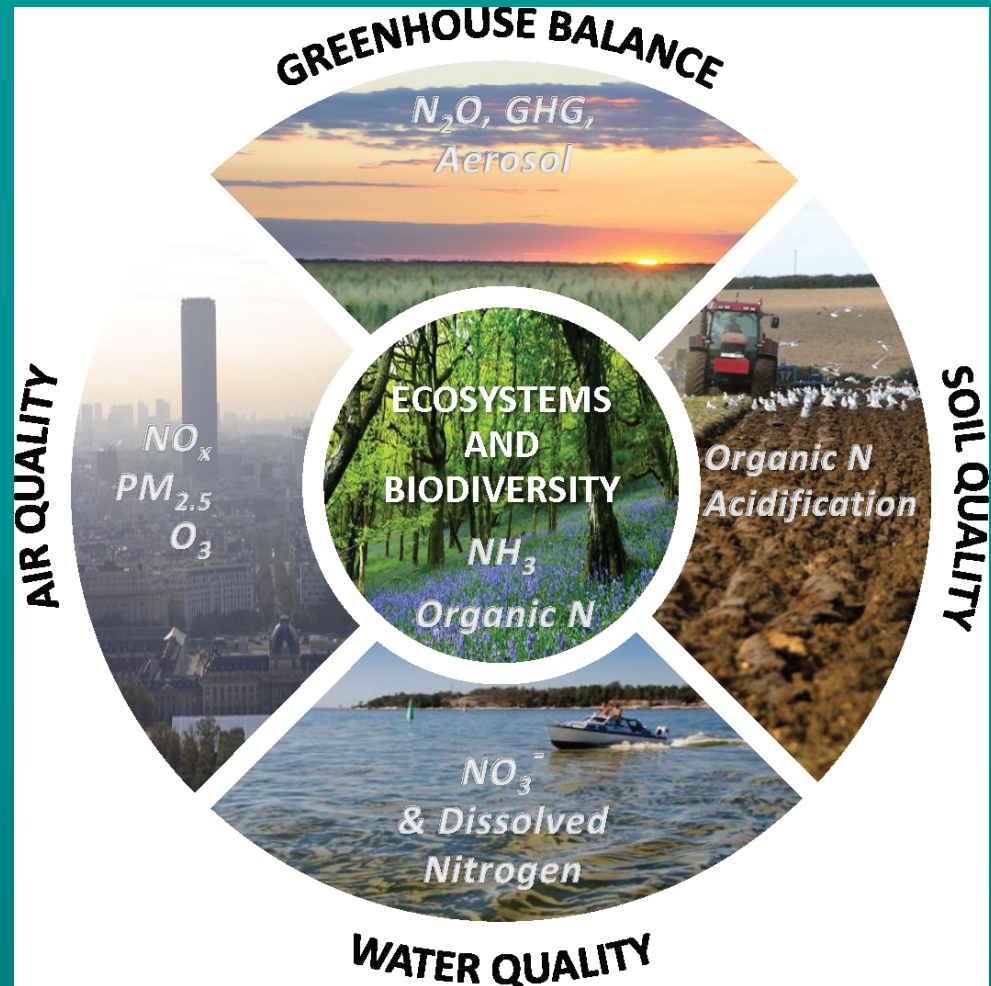 GREENHOUSE BALANCE
N₂O, GHG,
Aerosol
AIR QUALITY
NOₓ
PM₂.₅
O₃
ECOSYSTEMS
AND
BIODIVERSITY
NH₃
Organic N
Organic N
Acidification
SOIL QUALITY
NO₃⁻
& Dissolved
Nitrogen
WATER QUALITY